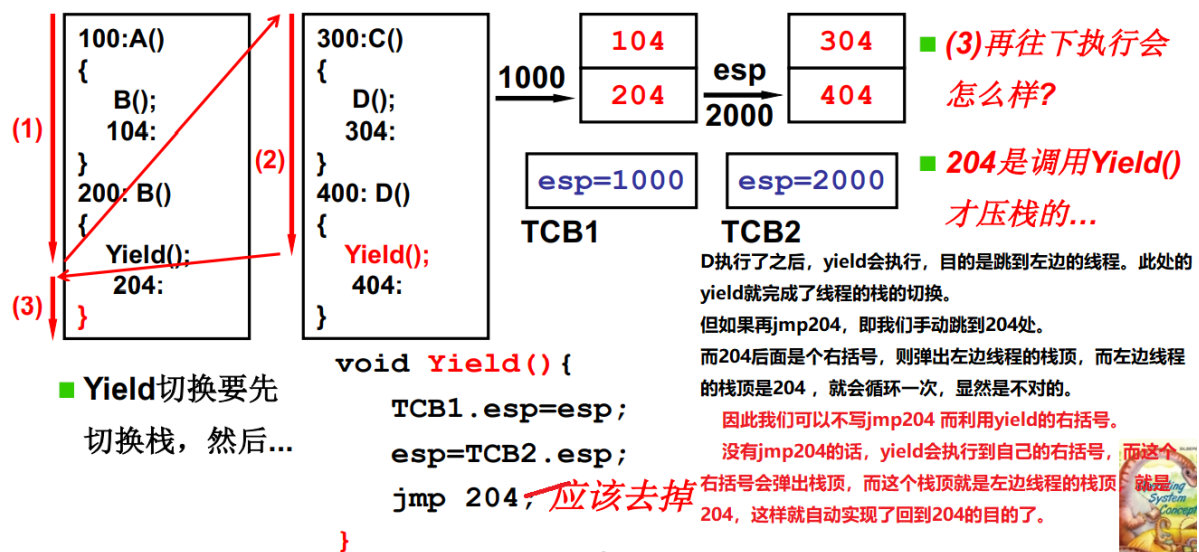 100:A()
{
B();
104:
}
200: B()
{
Yield();
204:
}
(1)
(2)
(3)
300:C()
{
D();
304:
}
400: D()
{
Yield();
404:
}
1000
104
204
esp
2000
304
404
esp=1000
TCB1
esp=2000
TCB2
(3)再往下执行会
怎么样?
204是调用Yield()
才压栈的...
D执行了之后，yield会执行，目的是跳到左边的线程。此处的
yield就完成了线程的栈的切换。
但如果再jmp204，即我们手动跳到204处。
而204后面是个右括号，则弹出左边线程的栈顶，而左边线程
的栈顶是204 ，就会循环一次，显然是不对的。
因此我们可以不写jmp204 而利用yield的右括号。
没有jmp204的话，yield会执行到自己的右括号，而这个
右括号会弹出栈顶，而这个栈顶就是左边线程的栈顶，就是
204，这样就自动实现了回到204的目的了。
Yield切换要先
切换栈，然后...
void Yield(){
TCB1.esp=esp;
esp=TCB2.esp;
jmp 204;
应该去掉
}
System
Concepts